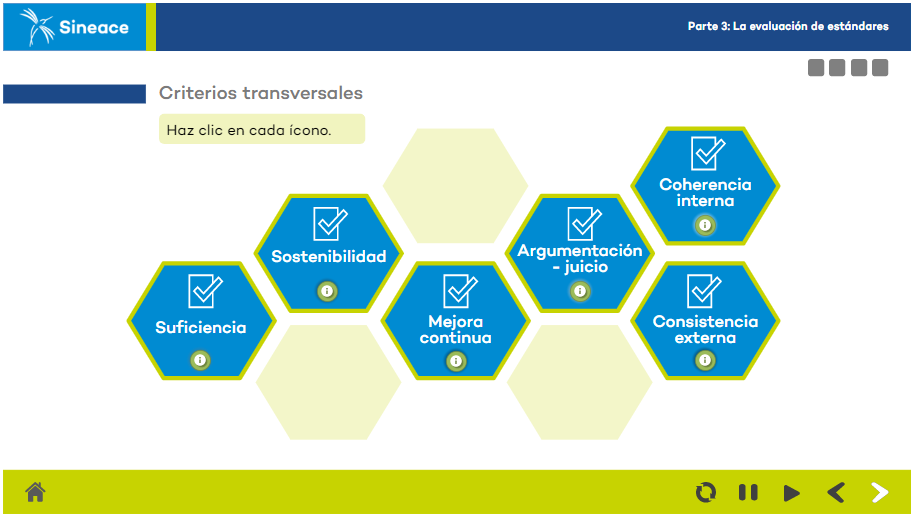 Sineace
Parte 3: La evaluación de estándares
Criterios transversales
Haz clic en cada ícono.
Suficiencia
Sostenibilidad
Mejora
continua
Argumentación
- juicio
Coherencia
interna
Consistencia
externa